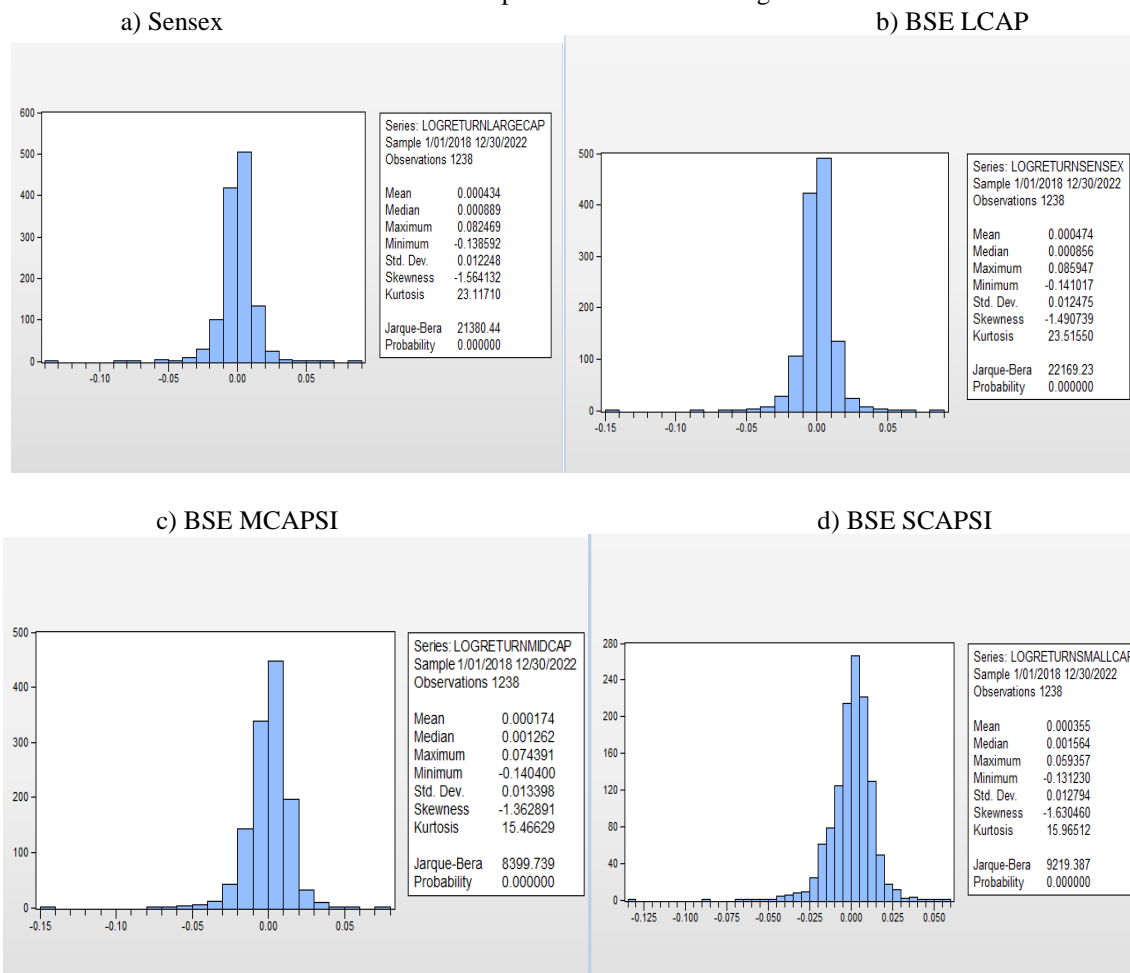 a) Sensex
b) BSE LCAP
600
500
400
300
200
100
0
-0.10 -0.05 0.00 0.05
Series: LOGRETURNLARGECAP
Sample 1/01/2018 12/30/2022
Observations 1238
Mean 0.000434
Median 0.000889
Maximum 0.082469
Minimum -0.138592
Std. Dev. 0.012248
Skewness -1.564132
Kurtosis 23.11710
Jarque-Bera 21380.44
Probability 0.000000
500
400
300
200
100
0
-0.15 -0.10 -0.05 0.00 0.05
Series: LOGRETURNSENSEX
Sample 1/01/2018 12/30/2022
Observations 1238
Mean 0.000474
Median 0.000856
Maximum 0.085947
Minimum -0.141017
Std. Dev. 0.012475
Skewness -1.490739
Kurtosis 23.51550
Jarque-Bera 22169.23
Probability 0.000000
c) BSE MCAPSI
d) BSE SCAPSI
500
400
300
200
100
0
-0.15 -0.10 -0.05 0.00 0.05
Series: LOGRETURNMIDCAP
Sample 1/01/2018 12/30/2022
Observations 1238
Mean 0.000174
Median 0.001262
Maximum 0.074391
Minimum -0.140400
Std. Dev. 0.013398
Skewness -1.362891
Kurtosis 15.46629
Jarque-Bera 8399.739
Probability 0.000000
280
240
200
160
120
80
40
0
-0.125 -0.100 -0.075 -0.050 -0.025 0.000 0.025 0.050
Series: LOGRETURNSMALLCAP
Sample 1/01/2018 12/30/2022
Observations 1238
Mean 0.000355
Median 0.001564
Maximum 0.059357
Minimum -0.131230
Std. Dev. 0.012794
Skewness -1.630460
Kurtosis 15.96512
Jarque-Bera 9219.387
Probability 0.000000